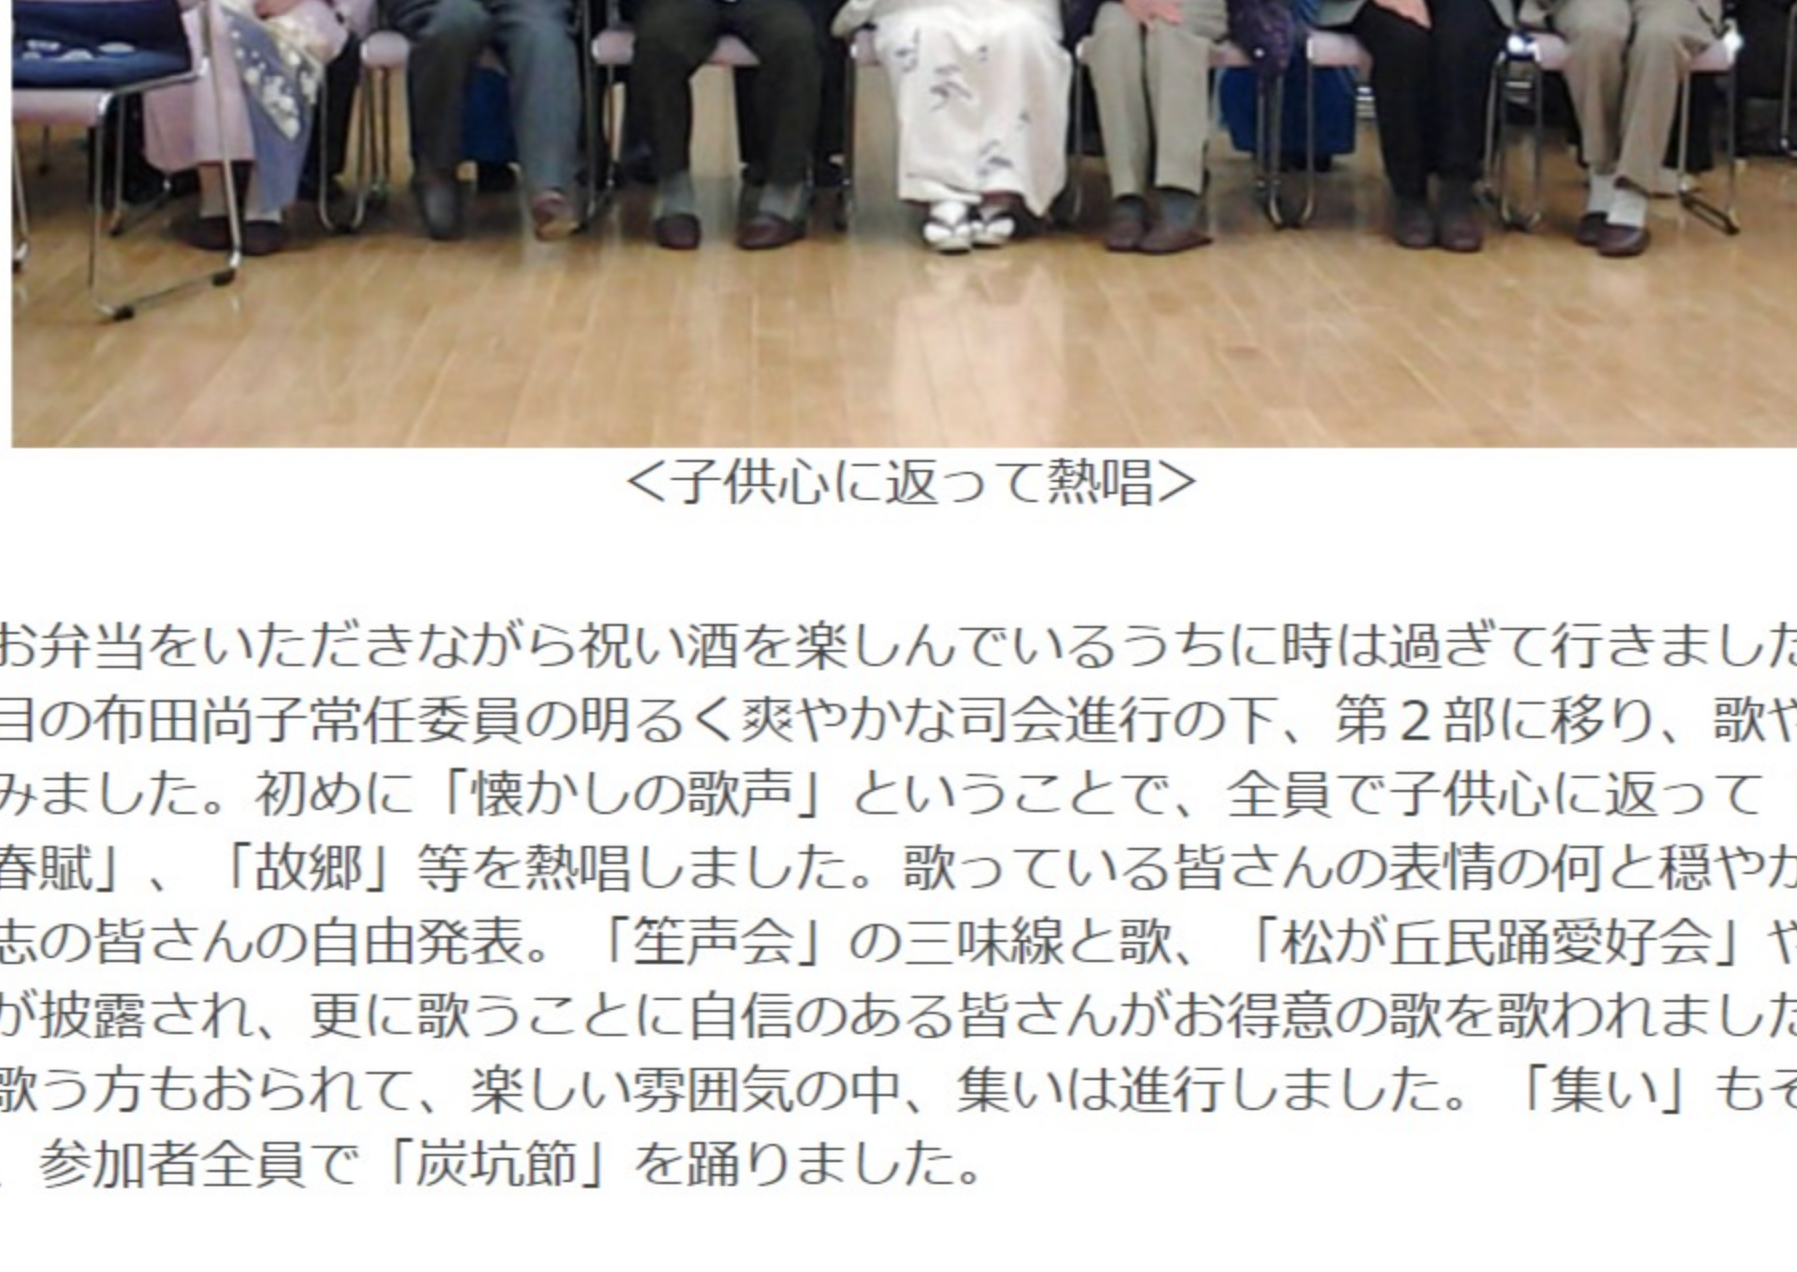 ＜子供心に返って熱唱＞
お弁当をいただきながら祝い酒を楽しんでいるうちに時は過ぎて行きました
目の布田尚子常任委員の明るく爽やかな司会進行の下、第２部に移り、歌や
みました。初めに「懐かしの歌声」ということで、全員で子供心に返って
春賦」、「故郷」等を熱唱しました。歌っている皆さんの表情の何と穏やか
志の皆さんの自由発表。「笙声会」の三味線と歌、「松が丘民踊愛好会」や
が披露され、更に歌うことに自信のある皆さんがお得意の歌を歌われました
歌う方もおられて、楽しい雰囲気の中、集いは進行しました。「集い」もそ
、参加者全員で「炭坑節」を踊りました。